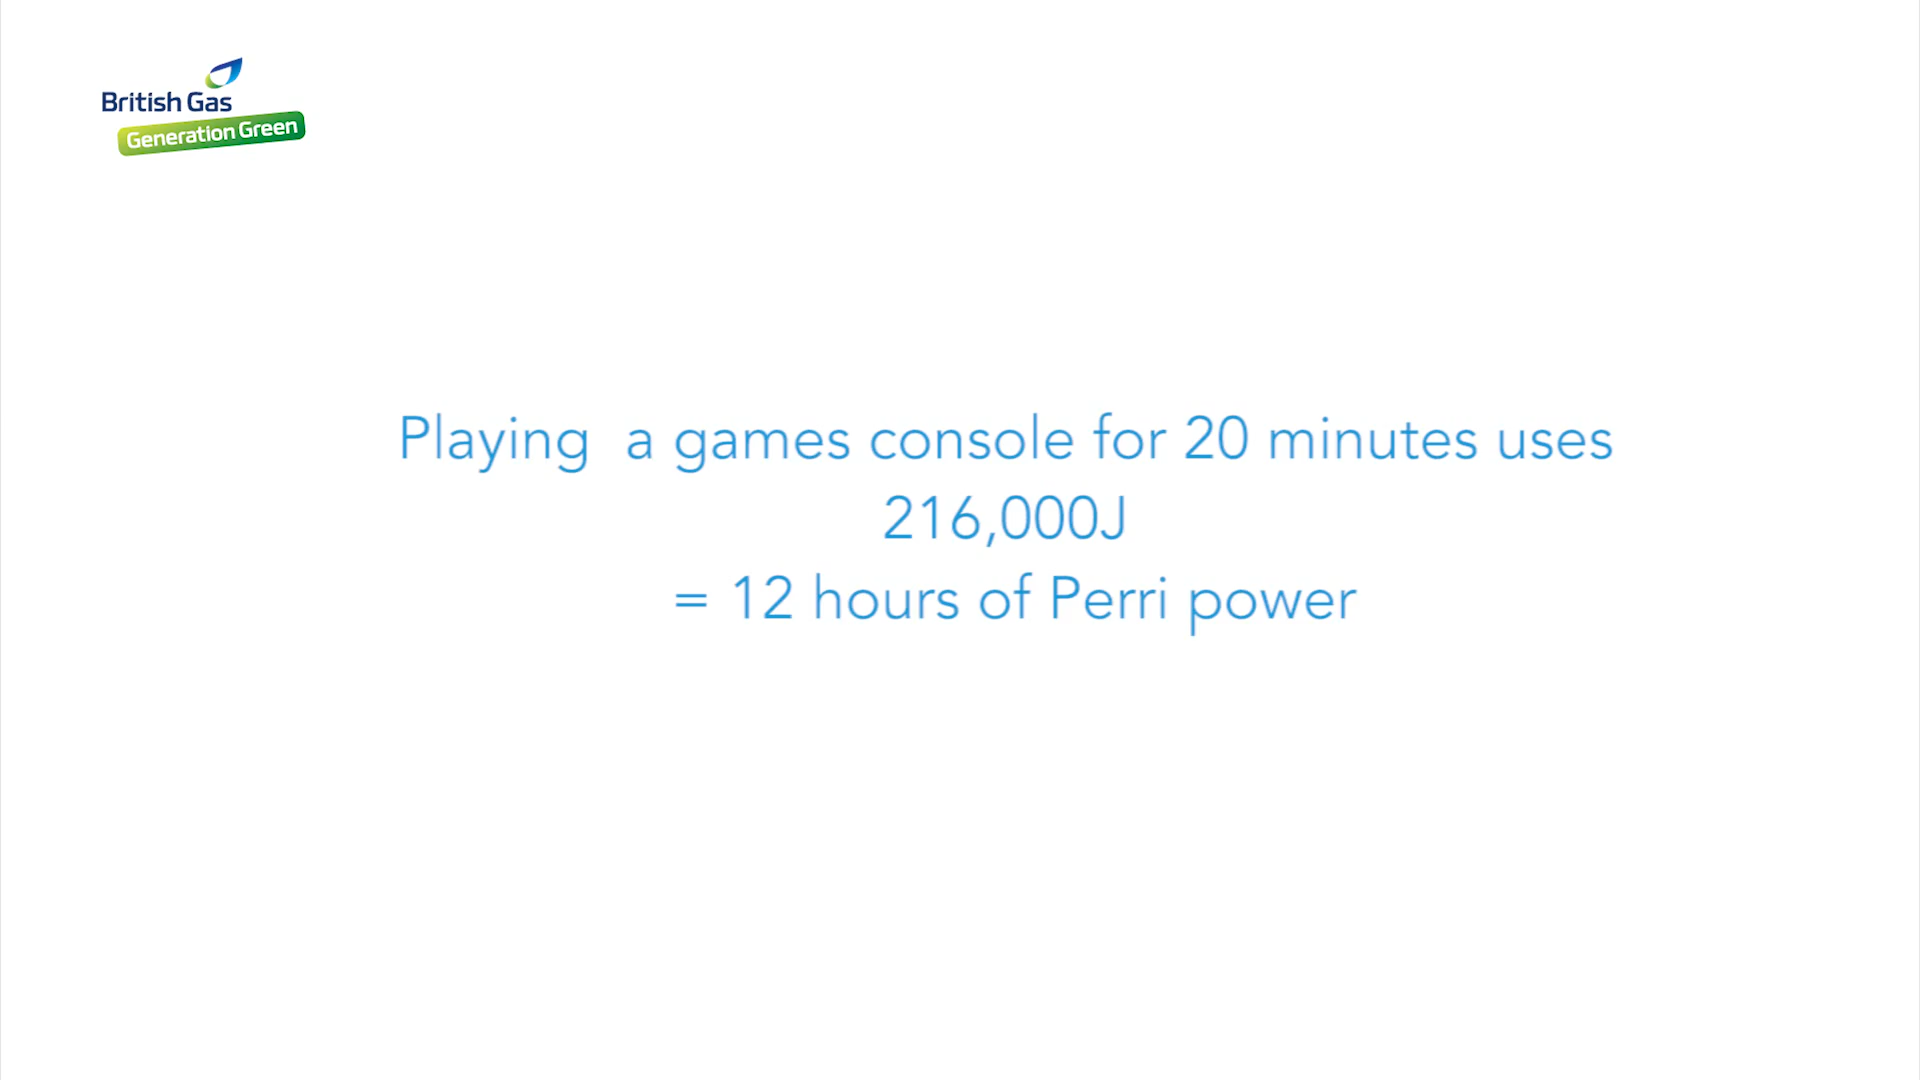 British Gas
Generation Green
Playing a games console for 20 minutes uses
216,000J
= 12 hours of Perri power